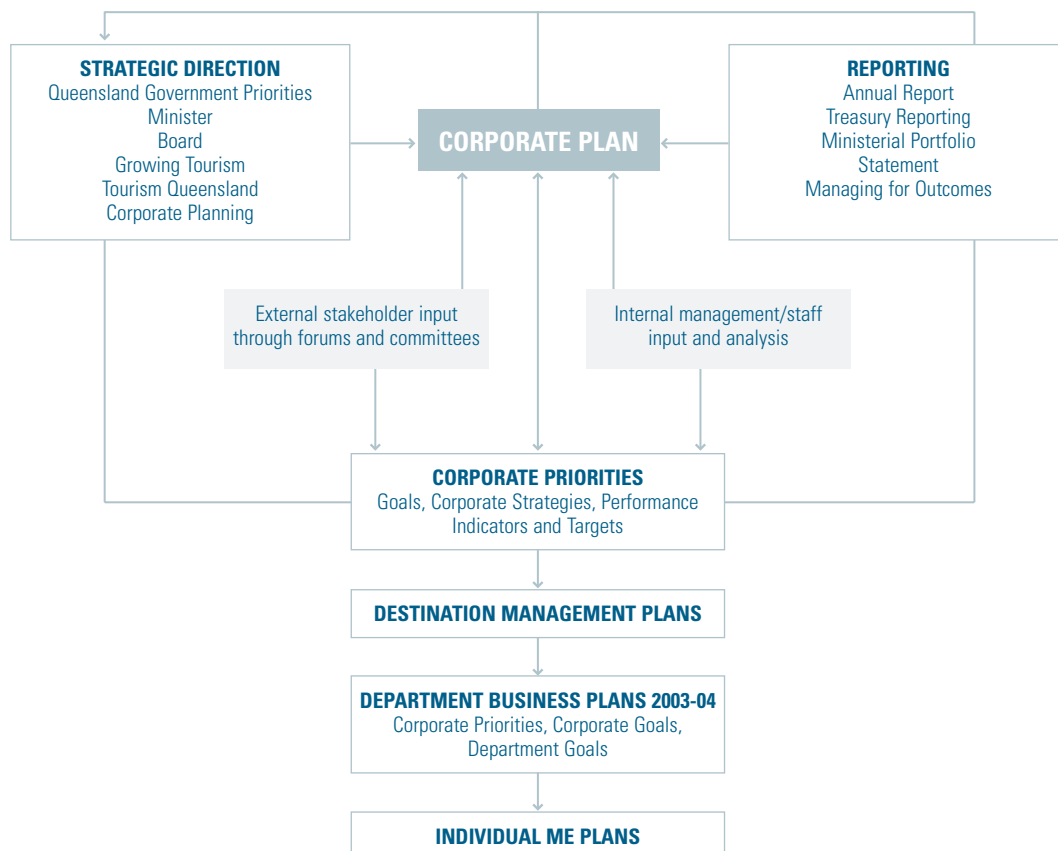 STRATEGIC DIRECTION
Queensland Government Priorities
Minister
Board
Growing Tourism
Tourism Queensland
Corporate Planning
CORPORATE PLAN
REPORTING
Annual Report
Treasury Reporting
Ministerial Portfolio
Statement
Managing for Outcomes
External stakeholder input
through forums and committees
Internal management/staff
input and analysis
CORPORATE PRIORITIES
Goals, Corporate Strategies, Performance
Indicators and Targets
DESTINATION MANAGEMENT PLANS
DEPARTMENT BUSINESS PLANS 2003-04
Corporate Priorities, Corporate Goals,
Department Goals
INDIVIDUAL ME PLANS